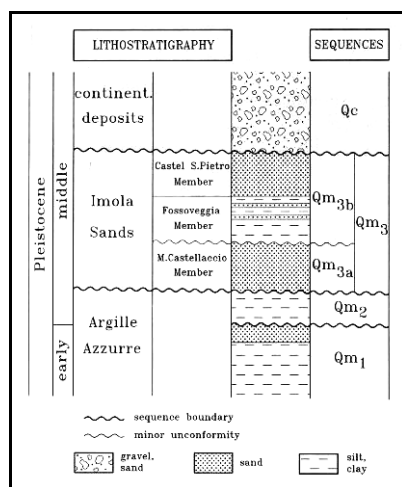 LITHOSTRATIGRAPHY
SEQUENCES
Pleistocene
middle
early
continent.
deposits
Qc
Imola
Sands
Castel S.Pietro
Member
Fossoveggia
Member
M.Castellaccio
Member
Qm3b
Qm3
Qm3a
Argille
Azzurre
Qm2
Qm1
sequence boundary
minor unconformity
gravel,
sand
sand
silt,
clay